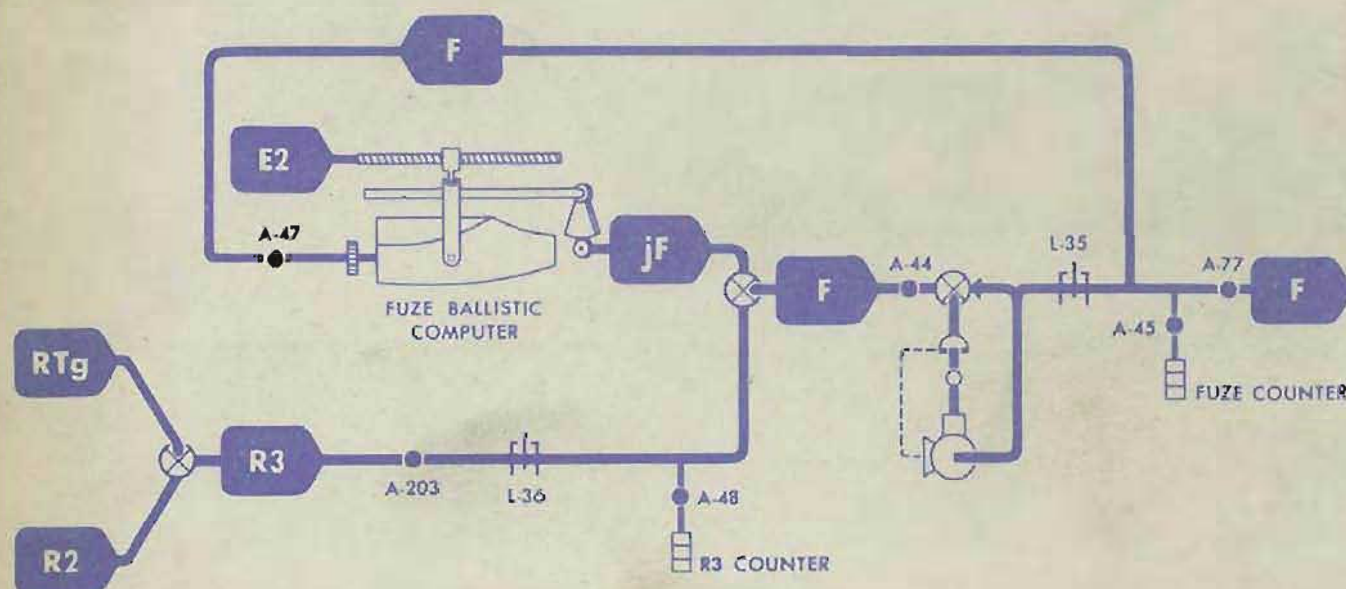 F
E2
A-47
FUZE BALLISTIC
COMPUTER
jF
F
A-44
L-35
A-77
F
A-45
FUZE COUNTER
RTg
R3
A-203
L-36
A-48
R2
R3 COUNTER